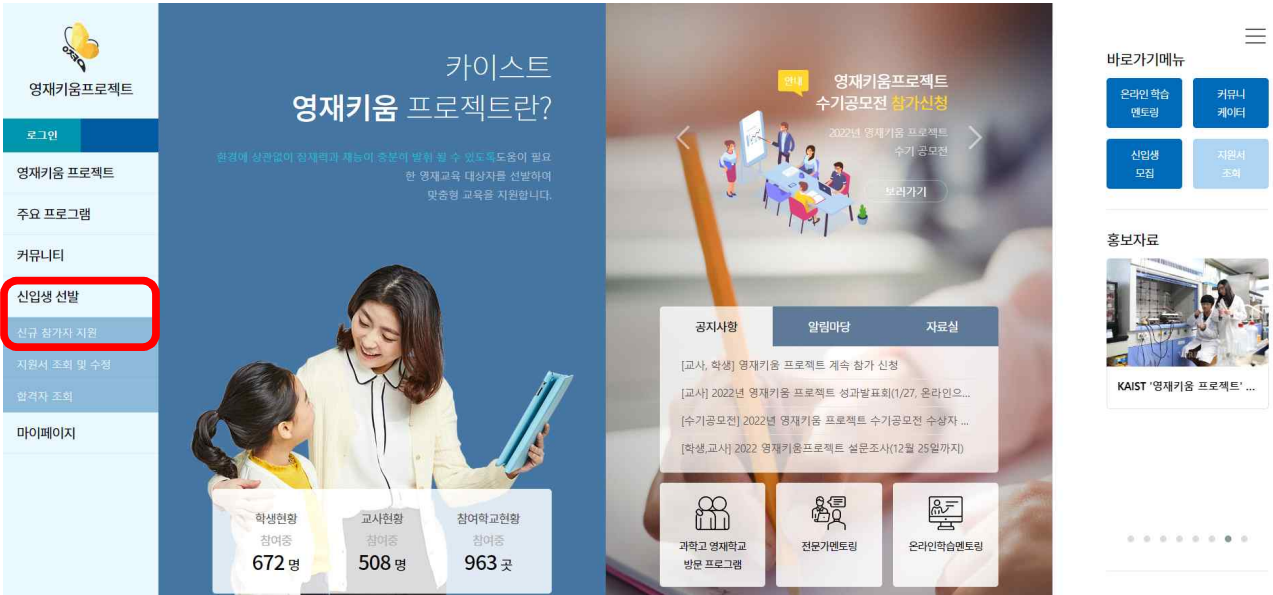 영재키움프로젝트
로그인
영재키움 프로젝트
주요 프로그램
커뮤니티
신입생 선발
신규 참가자 지원
지원서 조회 및 수정
합격자 조회
마이페이지
카이스트
영재키움 프로젝트란?
환경에 상관없이 잠재력과 재능이 충분히 발휘 될 수 있도록도움이 필요
한 영재교육 대상자를 선발하여
맞춤형 교육을 지원합니다.
학생현황
참여중
672 명
교사현황
참여중
508 명
참여학교현황
참여중
963 곳
안내
영재키움프로젝트
수기공모전 참가신청
2022년 영재키움 프로젝트
수기 공모전
보러가기
공지사항
알림마당
자료실
[교사, 학생] 영재키움 프로젝트 계속 참가 신청
[교사] 2022년 영재키움 프로젝트 성과발표회(1/27, 온라인으...
[수기공모전] 2022년 영재키움 프로젝트 수기공모전 수상자 ...
[학생,교사] 2022 영재키움프로젝트 설문조사(12월 25일까지)
과학고 영재학교
방문 프로그램
전문가멘토링
온라인학습멘토링
바로가기메뉴
온라인 학습
멘토링
커뮤니
케이터
신입생
모집
지원서
조회
홍보자료
KAIST '영재키움 프로젝트' ...